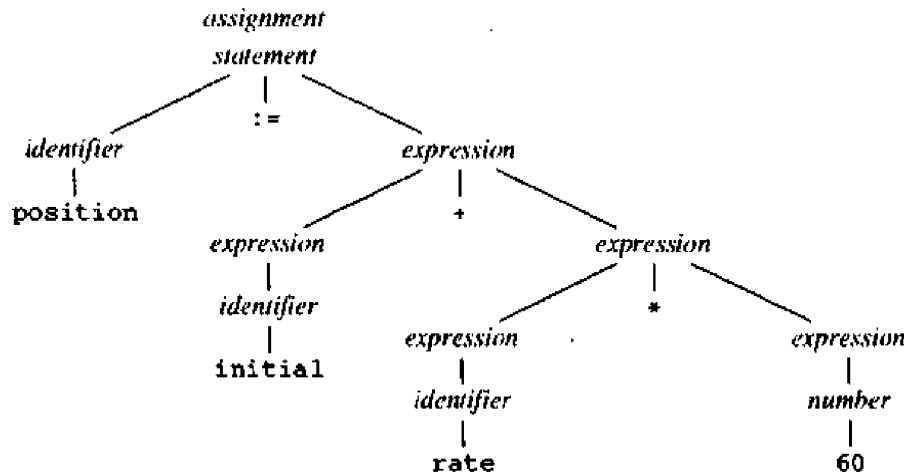 assignment
statement
:=
identifier
expression
position
+
expression
expression
identifier
*
initial
expression
expression
identifier
number
rate
60